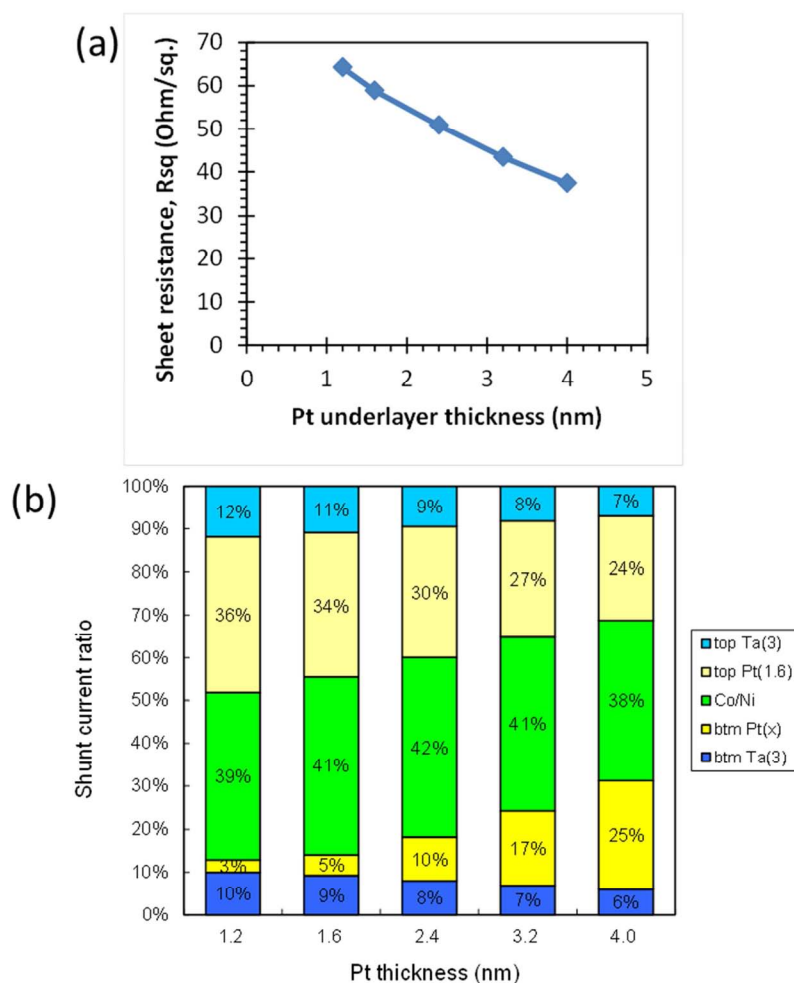 (a)
70
60
50
40
30
20
10
0
0 1 2 3 4 5
Sheet resistance, Rsq (Ohm/sq.)
Pt underlayer thickness (nm)
(b)
100%
90%
80%
70%
60%
50%
40%
30%
20%
10%
0%
Shunt current ratio
12% 11% 9% 8% 7%
36% 34% 30% 27% 24%
39% 41% 42% 41% 38%
3% 5% 10% 17% 25%
10% 9% 8% 7% 6%
1.2 1.6 2.4 3.2 4.0
Pt thickness (nm)
top Ta(3)
top Pt(1.6)
Co/Ni
btm Pt(x)
btm Ta(3)